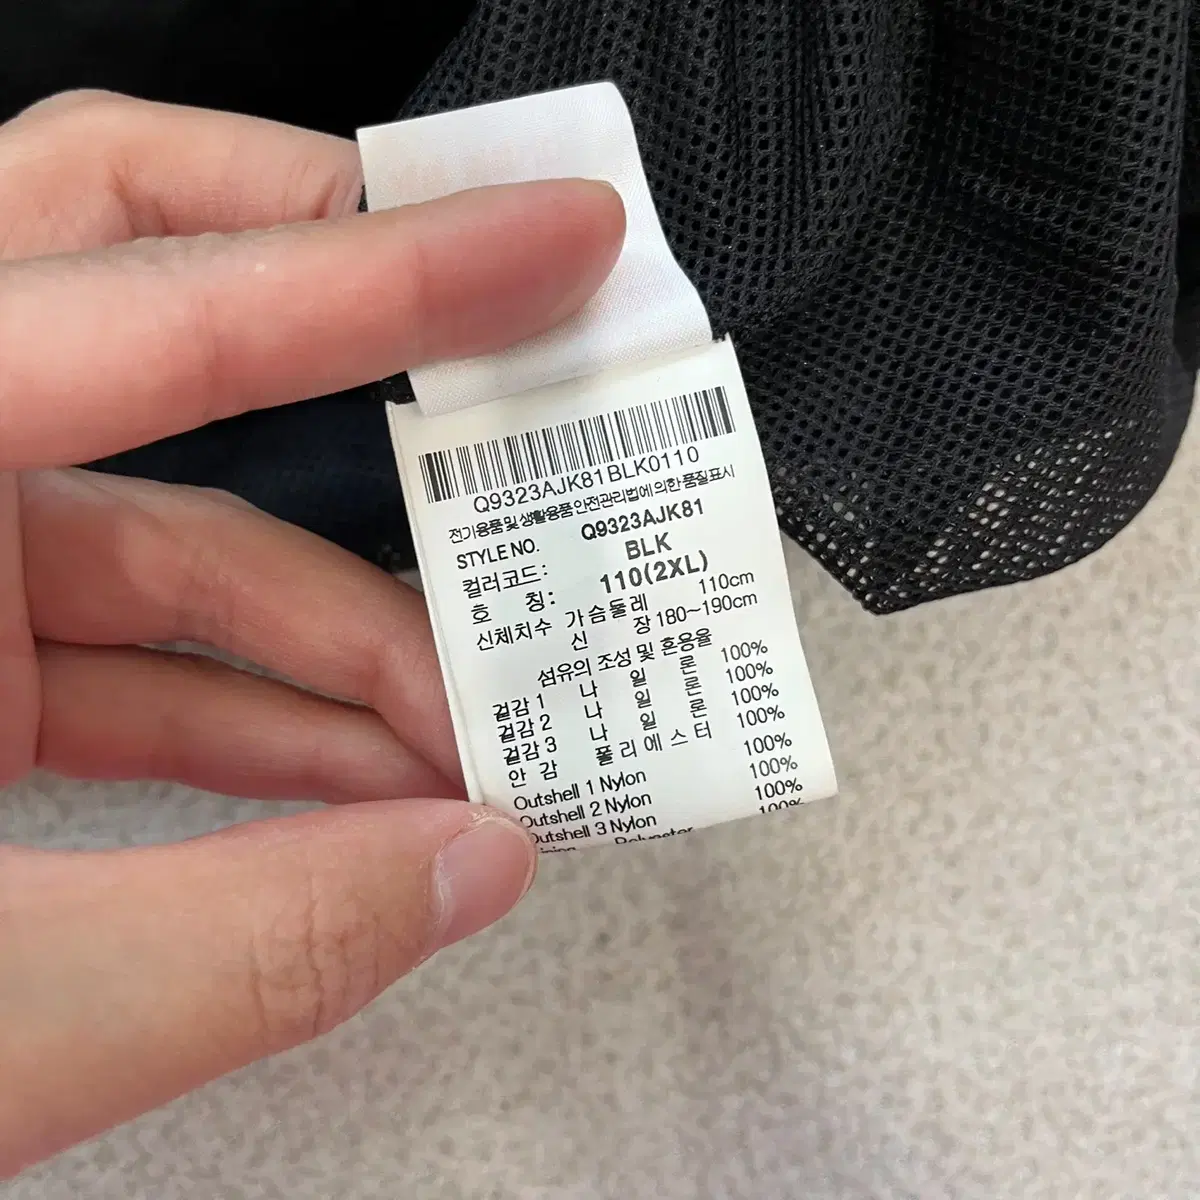 Q9323AJK81BLK0110
전기용품 및 생활용품 안전관리법에 의한 품질표시
STYLE NO. Q9323AJK81
컬러코드: BLK
호 칭: 110(2XL)
신체치수 가슴둘레 110cm
신 장 180~190cm
섬유의 조성 및 혼용율
겉감 1 나 일 론 100%
겉감 2 나 일 론 100%
겉감 3 나 일 론 100%
안 감 폴 리 에 스 터 100%
Outshell 1 Nylon 100%
Outshell 2 Nylon 100%
Outshell 3 Nylon 100%
Polyester 100%